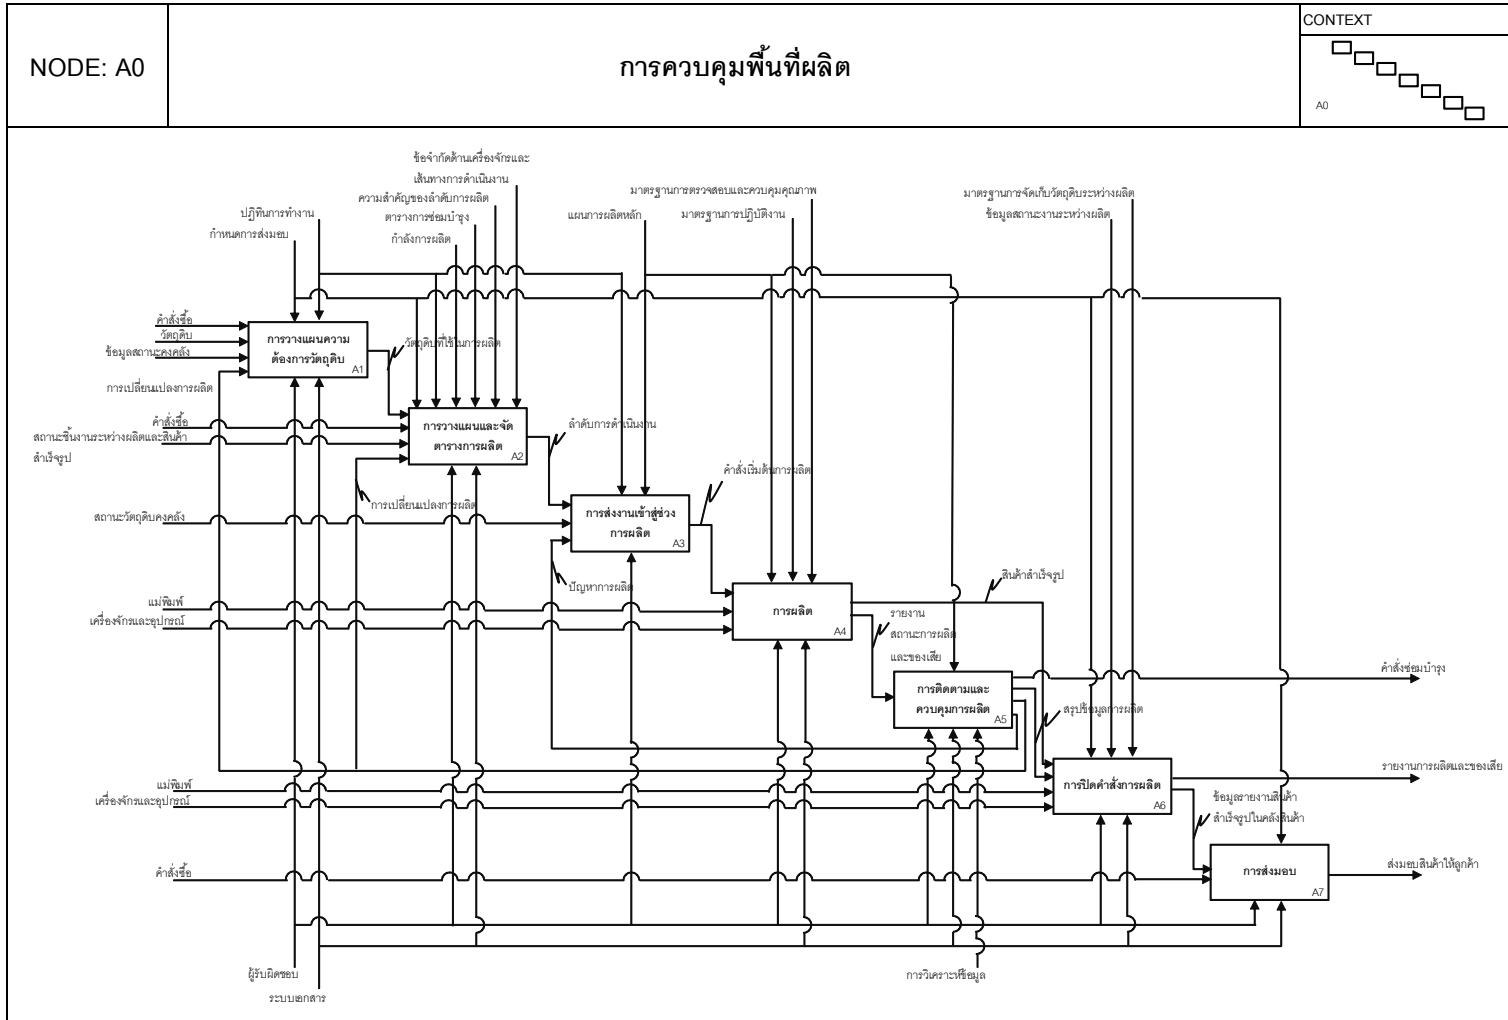 NODE: A0
การควบคุมพื้นที่ผลิต
CONTEXT
A0
ข้อจำกัดด้านเครื่องจักรและ
เส้นทางการดำเนินงาน
ความสำคัญของลำดับการผลิต
ตารางการซ่อมบำรุง
กำลังการผลิต
ปฏิทินการทำงาน
กำหนดการส่งมอบ
แผนการผลิตหลัก
มาตรฐานการตรวจสอบและควบคุมคุณภาพ
มาตรฐานการปฏิบัติงาน
มาตรฐานการจัดเก็บวัตถุดิบระหว่างผลิต
ข้อมูลสถานะงานระหว่างผลิต
คำสั่งซื้อ
วัตถุดิบ
ข้อมูลสถานะคงคลัง
การเปลี่ยนแปลงการผลิต
การวางแผนความ
ต้องการวัตถุดิบ
A1
วัตถุดิบที่ใช้ในการผลิต
คำสั่งซื้อ
สถานะชิ้นงานระหว่างผลิตและสินค้า
สำเร็จรูป
การวางแผนและจัด
ตารางการผลิต
A2
ลำดับการดำเนินงาน
การเปลี่ยนแปลงการผลิต
คำสั่งเริ่มต้นการผลิต
สถานะวัตถุดิบคงคลัง
การส่งงานเข้าสู่ช่วง
การผลิต
A3
ปัญหาการผลิต
สินค้าสำเร็จรูป
แม่พิมพ์
เครื่องจักรและอุปกรณ์
การผลิต
A4
รายงาน
สถานะการผลิต
และของเสีย
การติดตามและ
ควบคุมการผลิต
A5
คำสั่งซ่อมบำรุง
สรุปข้อมูลการผลิต
แม่พิมพ์
เครื่องจักรและอุปกรณ์
การปิดคำสั่งการผลิต
A6
รายงานการผลิตและของเสีย
ข้อมูลรายงานสินค้า
สำเร็จรูปในคลังสินค้า
คำสั่งซื้อ
การส่งมอบ
A7
ส่งมอบสินค้าให้ลูกค้า
ผู้รับผิดชอบ
ระบบเอกสาร
การวิเคราะห์ข้อมูล